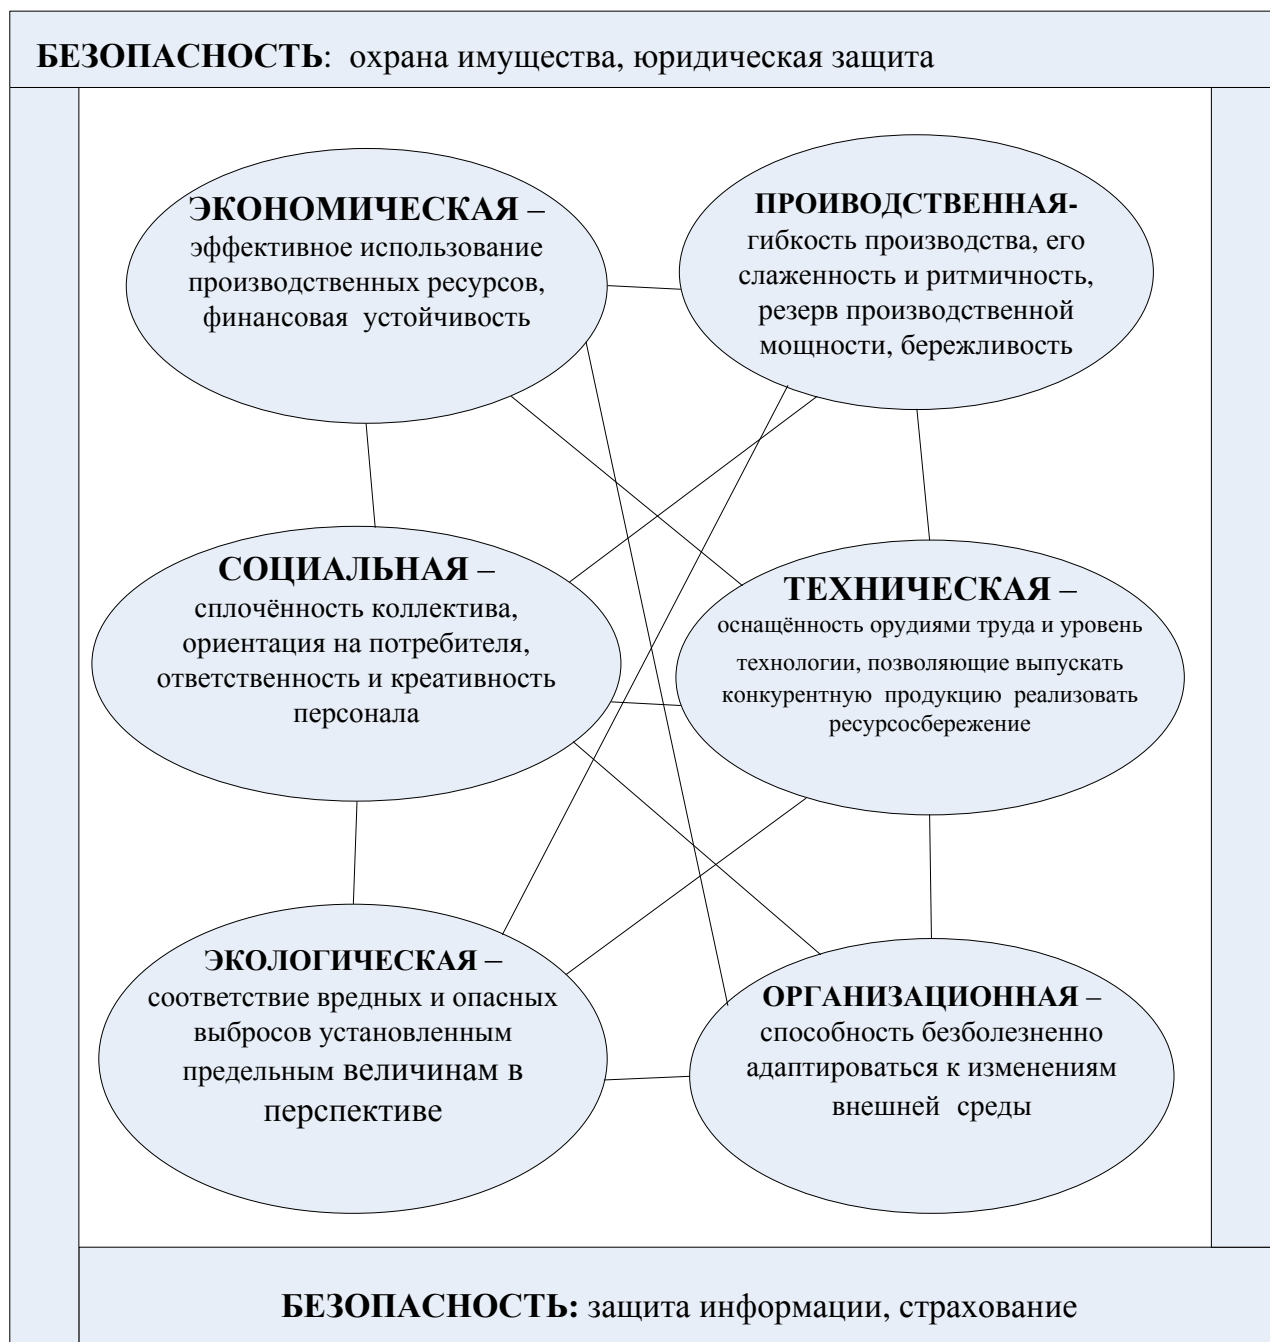 БЕЗОПАСНОСТЬ: охрана имущества, юридическая защита
ЭКОНОМИЧЕСКАЯ –
эффективное использование
производственных ресурсов,
финансовая устойчивость
ПРОИВОДСТВЕННАЯ-
гибкость производства, его
слаженность и ритмичность,
резерв производственной
мощности, бережливость
СОЦИАЛЬНАЯ –
сплочённость коллектива,
ориентация на потребителя,
ответственность и креативность
персонала
ТЕХНИЧЕСКАЯ –
оснащённость орудиями труда и уровень
технологии, позволяющие выпускать
конкурентную продукцию реализовать
ресурсосбережение
ЭКОЛОГИЧЕСКАЯ –
соответствие вредных и опасных
выбросов установленным
предельным величинам в
перспективе
ОРГАНИЗАЦИОННАЯ –
способность безболезненно
адаптироваться к изменениям
внешней среды
БЕЗОПАСНОСТЬ: защита информации, страхование